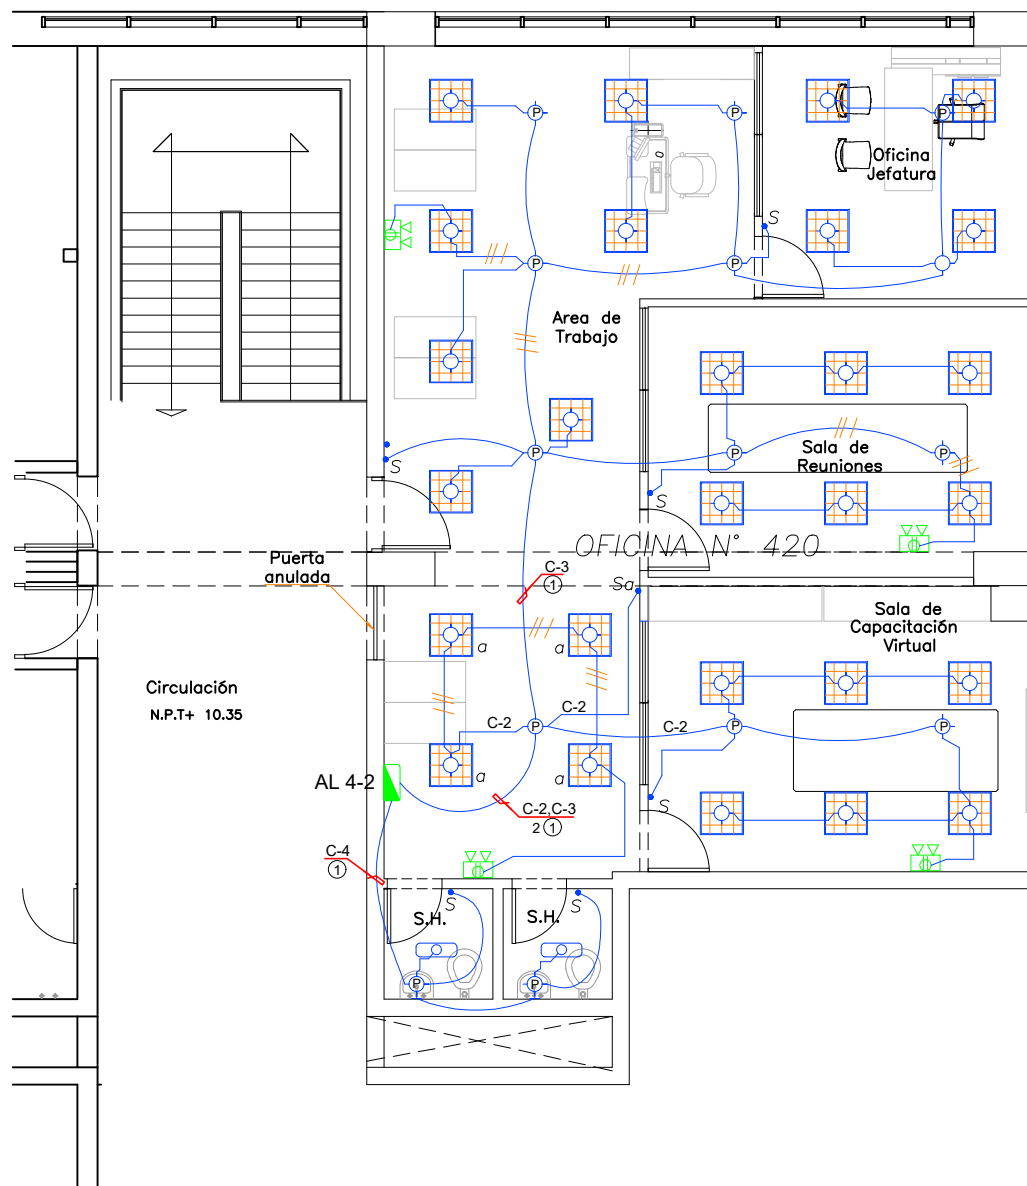 P
P
P
Oficina
Jefatura
S
P
P
Area de
Trabajo
S
P
P
P
Sala de
Reuniones
S
OFICINA N° 420
Puerta
anulada
C-3
1
Sa
Sala de
Capacitación
Virtual
a
a
Circulación
N.P.T+ 10.35
C-2
C-2
P
C-2
P
P
a
a
AL 4-2
C-2,C-3
2 1
S
C-4
1
S
S.H.
S
S.H.
P
P